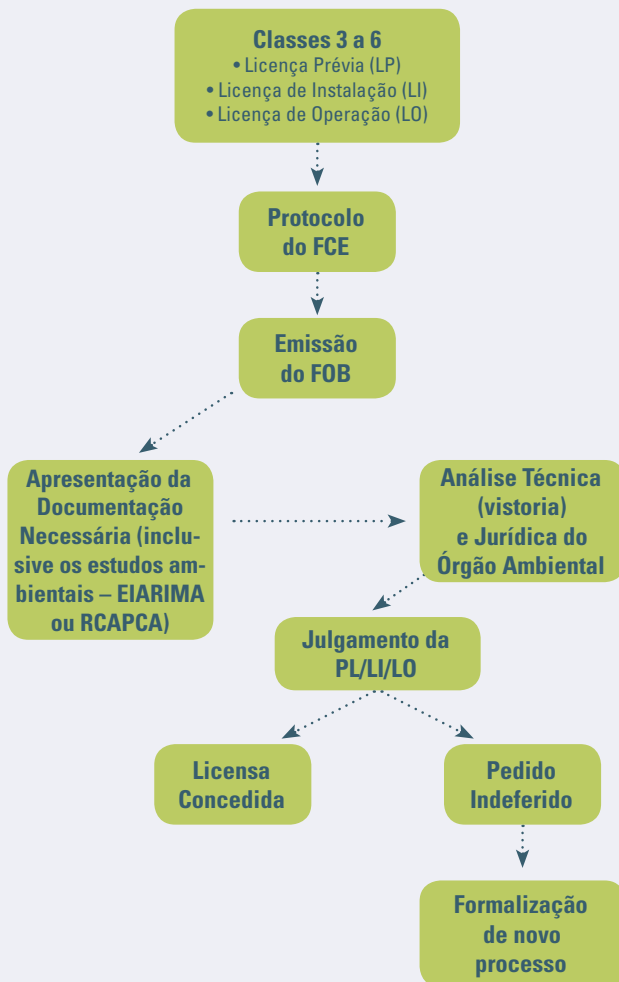 Classes 3 a 6
• Licença Prévia (LP)
• Licença de Instalação (LI)
• Licença de Operação (LO)
Protocolo
do FCE
Emissão
do FOB
Apresentação da
Documentação
Necessária (inclu-
sive os estudos am-
bientais – EIARIMA
ou RCAPCA)
Análise Técnica
(vistoria)
e Jurídica do
Órgão Ambiental
Julgamento da
PL/LI/LO
Licensa
Concedida
Pedido
Indeferido
Formalização
de novo
processo